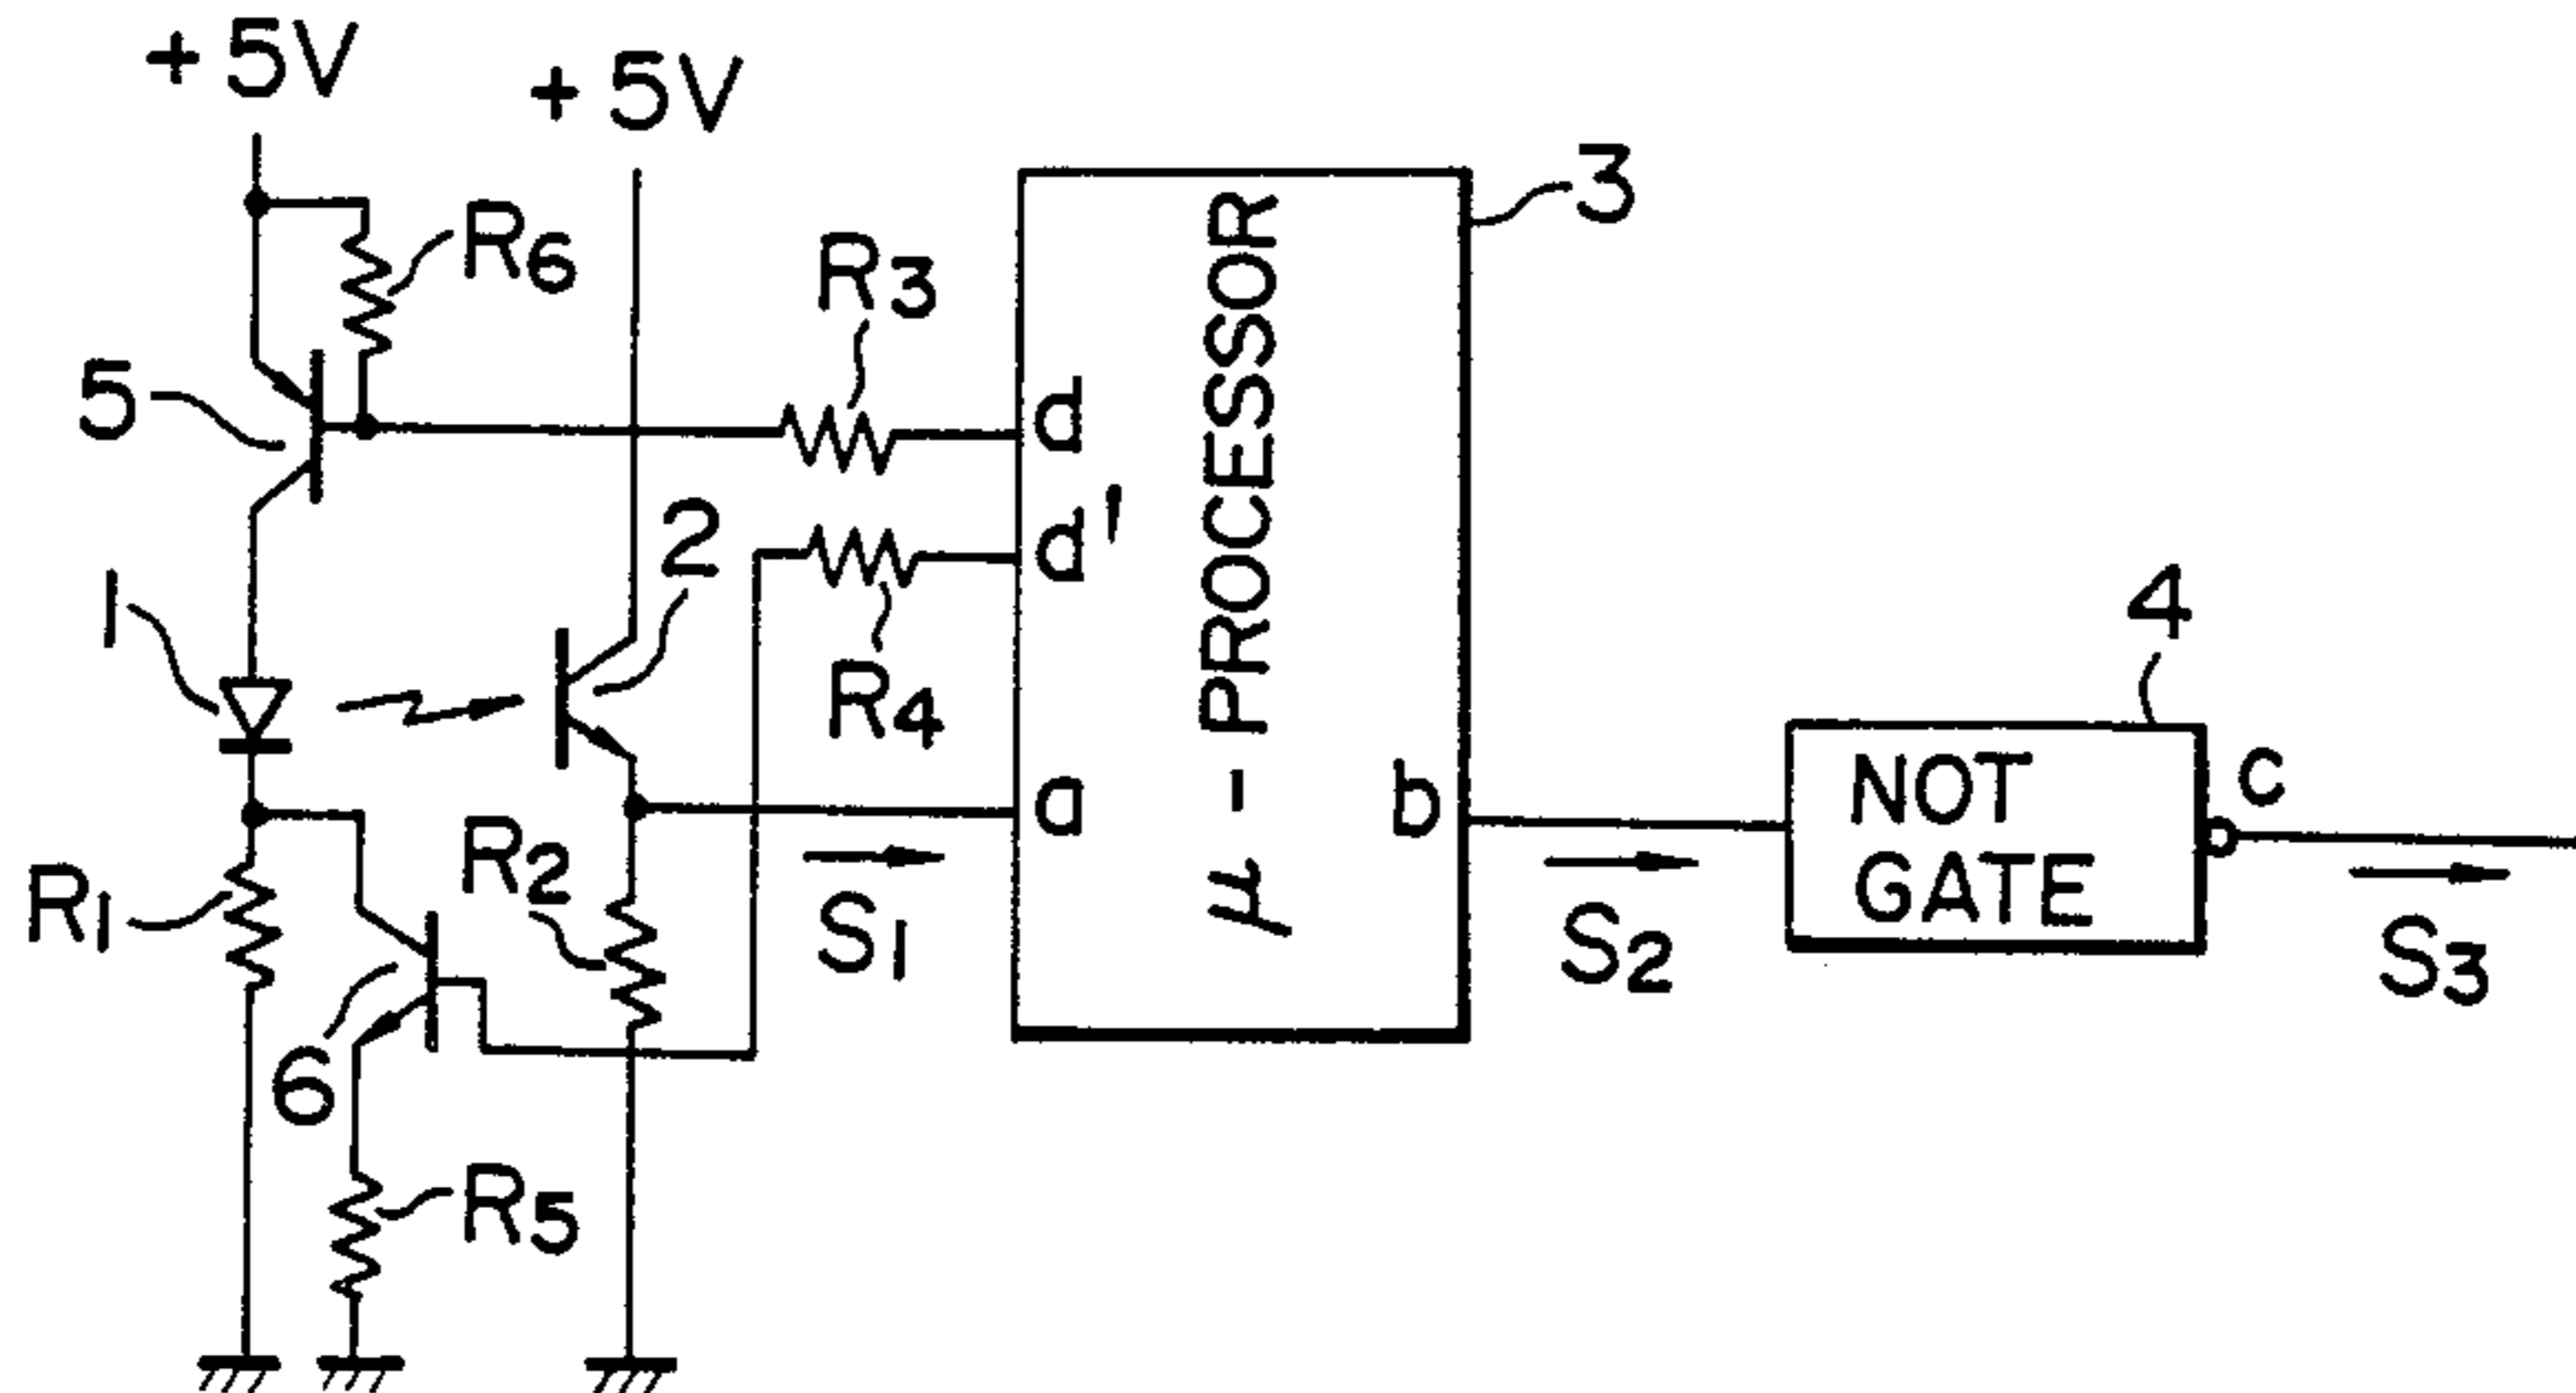 +5V
+5V
R6
R3
3
5
d
d'
2
1
R4
μ-PROCESSOR
4
a
b
NOT
GATE
c
R1
R2
S1
S2
S3
6
R5